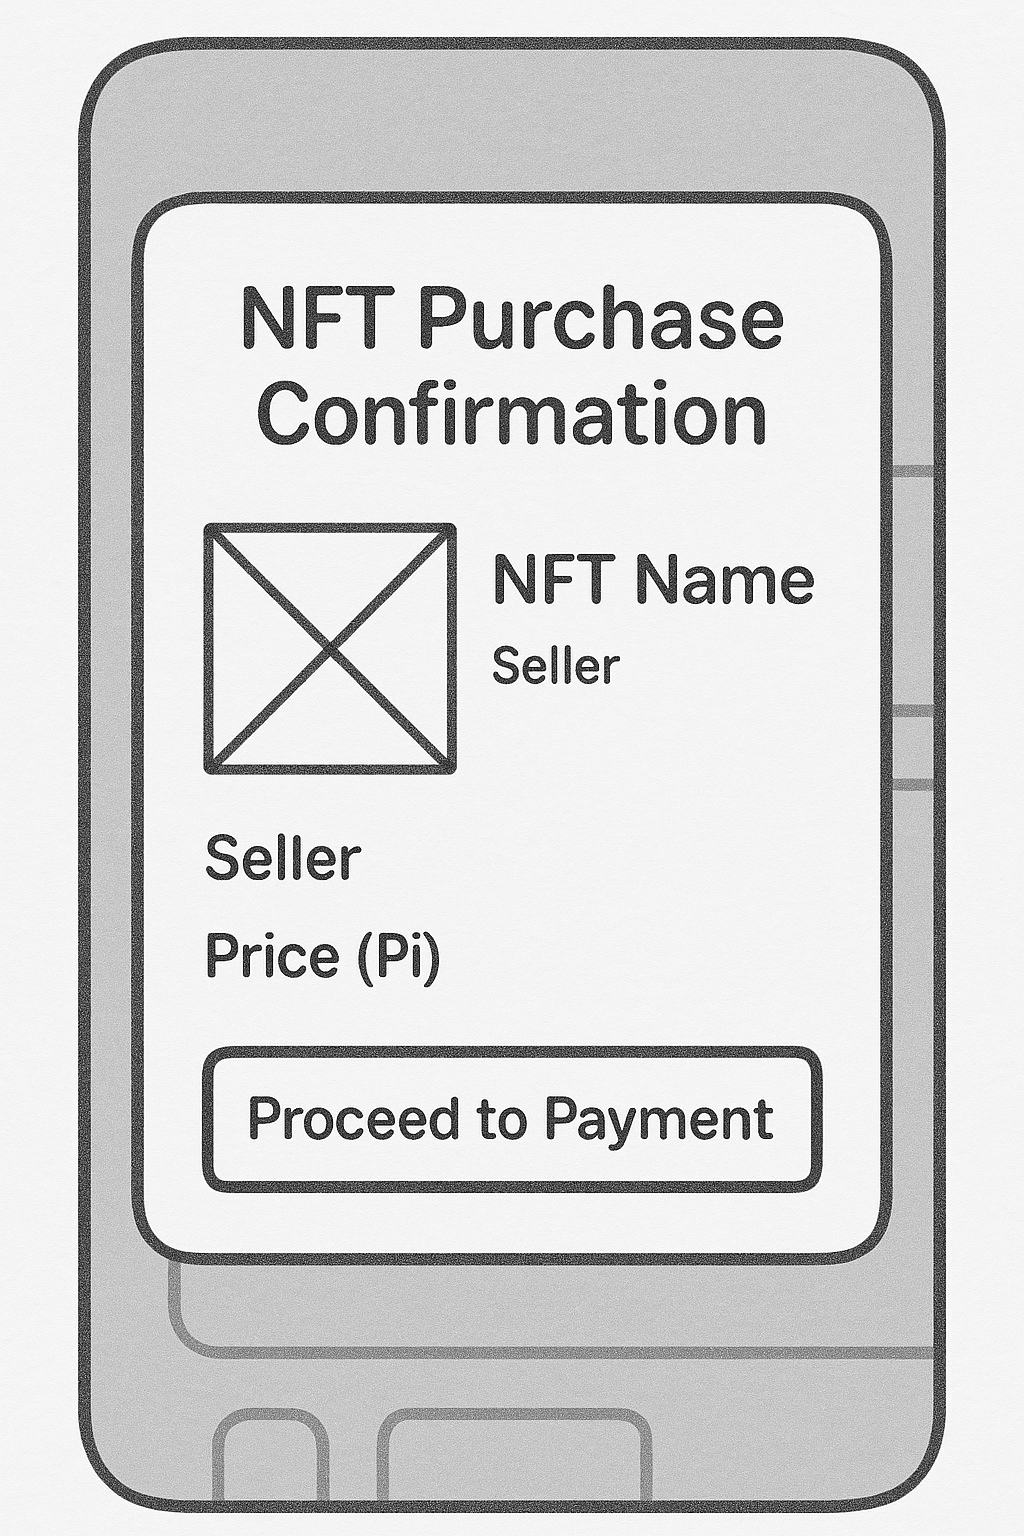 NFT Purchase
Confirmation
NFT Name
Seller
Seller
Price (Pi)
Proceed to Payment